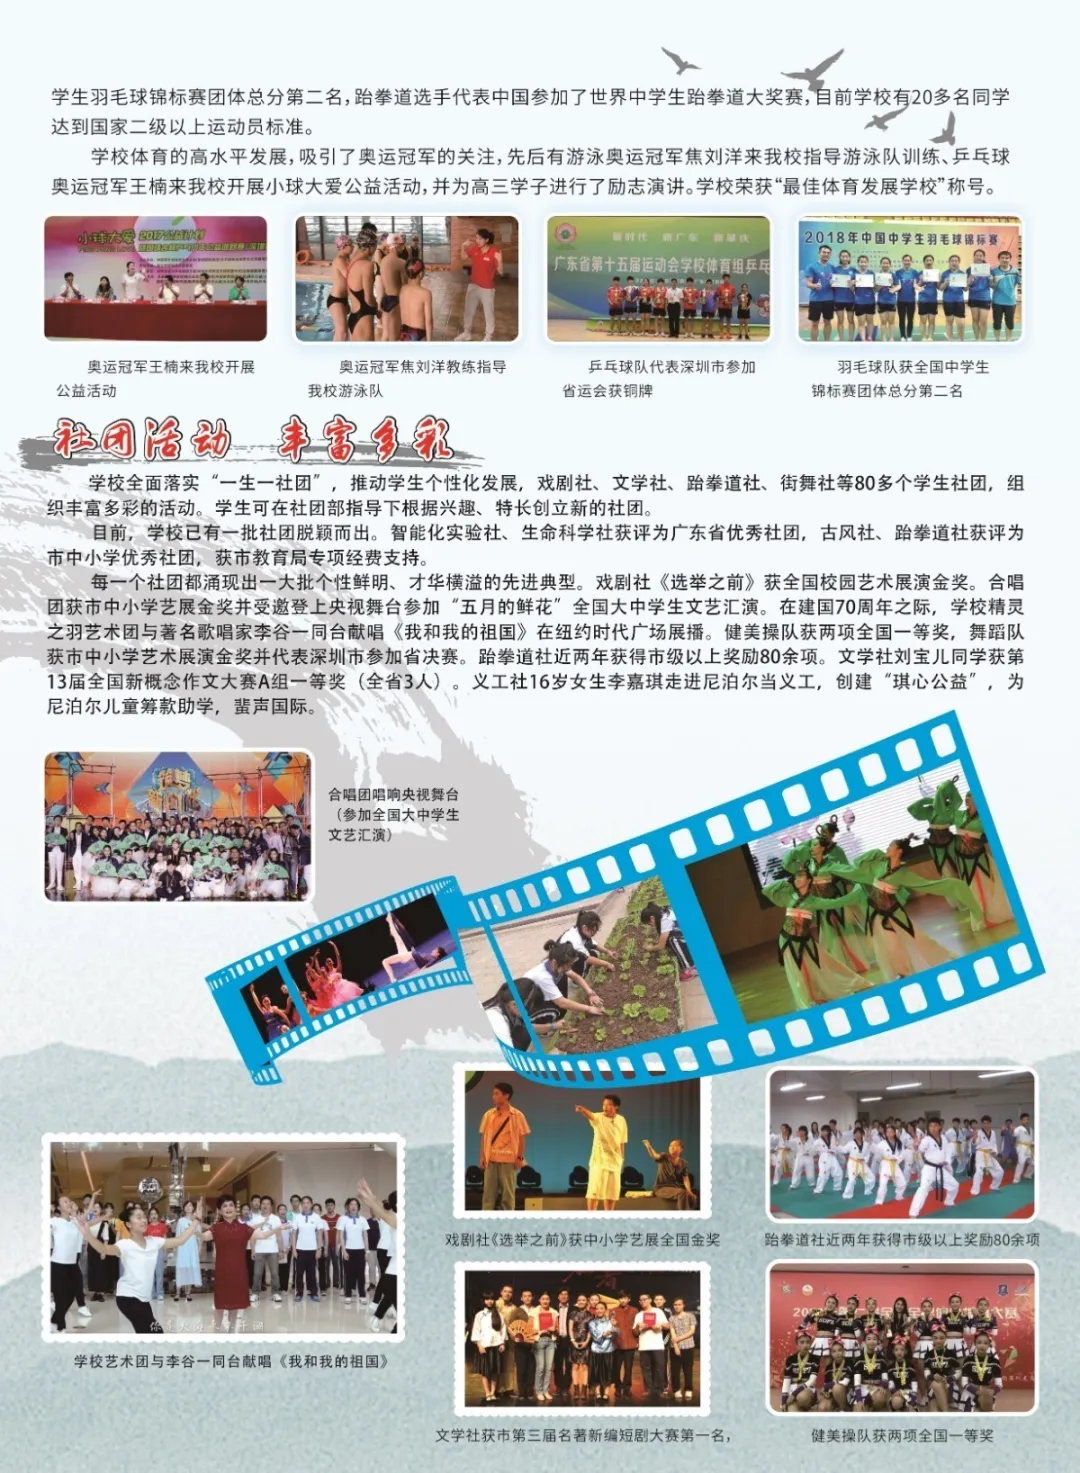 学生羽毛球锦标赛团体总分第二名，跆拳道选手代表中国参加了世界中学生跆拳道大奖赛，目前学校有20多名同学
达到国家二级以上运动员标准。
学校体育的高水平发展，吸引了奥运冠军的关注，先后有游泳奥运冠军焦刘洋来我校指导游泳队训练、乒乓球
奥运冠军王楠来我校开展小球大爱公益活动，并为高三学子进行了励志演讲。学校荣获“最佳体育发展学校”称号。
小球大爱 2017公益计划
新时代 新广东 新肇庆
广东省第十五届运动会学校体育组乒乓
2018年中国中学生羽毛球锦标赛
奥运冠军王楠来我校开展
公益活动
奥运冠军焦刘洋教练指导
我校游泳队
乒乓球队代表深圳市参加
省运会获铜牌
羽毛球队获全国中学生
锦标赛团体总分第二名
社团活动 丰富多彩
学校全面落实“一生一社团”，推动学生个性化发展，戏剧社、文学社、跆拳道社、街舞社等80多个学生社团，组
织丰富多彩的活动。学生可在社团部指导下根据兴趣、特长创立新的社团。
目前，学校已有一批社团脱颖而出。智能化实验社、生命科学社获评为广东省优秀社团，古风社、跆拳道社获评为
市中小学优秀社团，获市教育局专项经费支持。
每一个社团都涌现出一大批个性鲜明、才华横溢的先进典型。戏剧社《选举之前》获全国校园艺术展演金奖。合唱
团获市中小学艺展金奖并受邀登上央视舞台参加“五月的鲜花”全国大中学生文艺汇演。在建国70周年之际，学校精灵
之羽艺术团与著名歌唱家李谷一同台献唱《我和我的祖国》在纽约时代广场展播。健美操队获两项全国一等奖，舞蹈队
获市中小学艺术展演金奖并代表深圳市参加省决赛。跆拳道社近两年获得市级以上奖励80余项。文学社刘宝儿同学获第
13届全国新概念作文大赛A组一等奖（全省3人）。义工社16岁女生李嘉琪走进尼泊尔当义工，创建“琪心公益”，为
尼泊尔儿童筹款助学，蜚声国际。
合唱团唱响央视舞台
（参加全国大中学生
文艺汇演）
戏剧社《选举之前》获中小学艺展全国金奖
跆拳道社近两年获得市级以上奖励80余项
学校艺术团与李谷一同台献唱《我和我的祖国》
文学社获市第三届名著新编短剧大赛第一名，
健美操队获两项全国一等奖